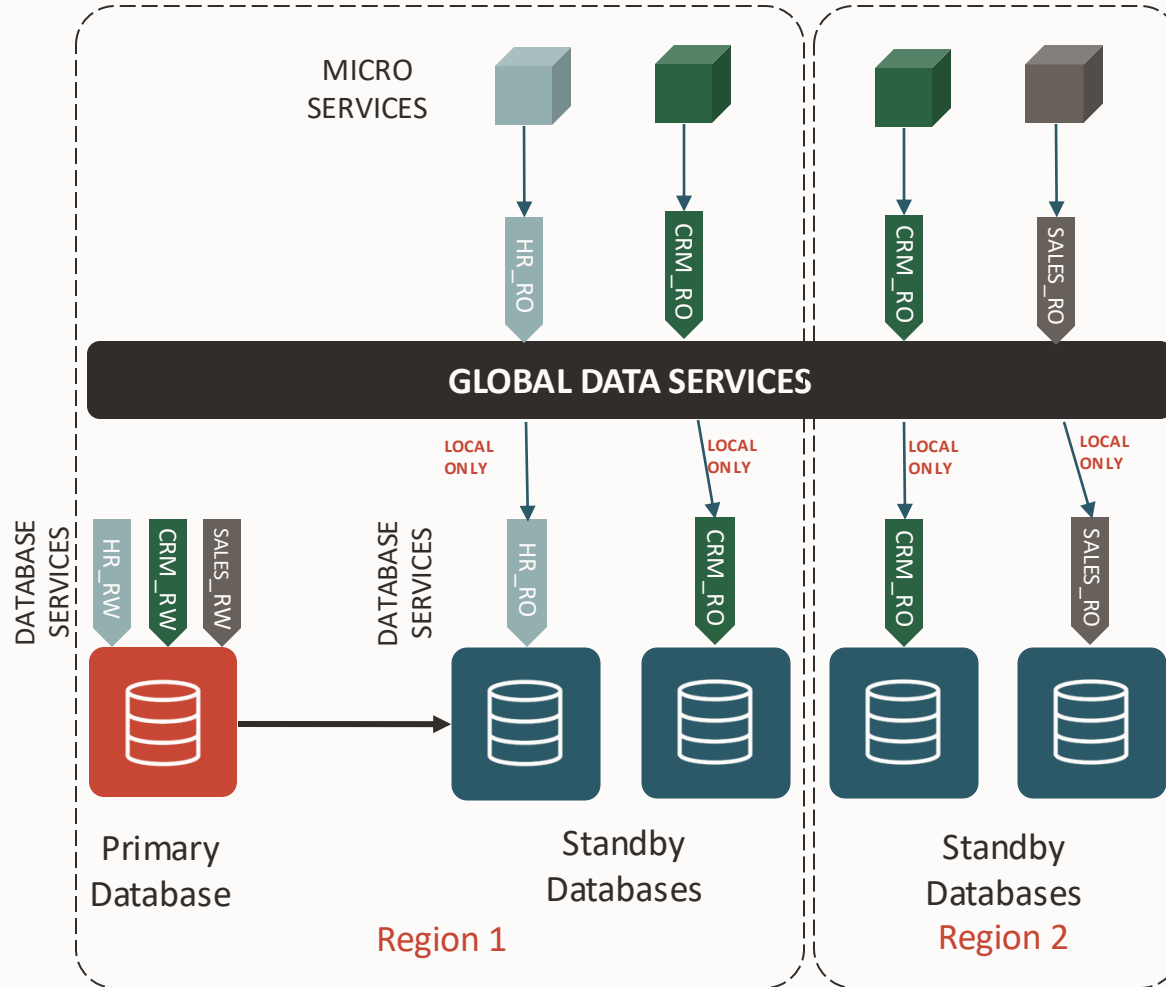 MICRO
SERVICES
HR_RO
CRM_RO
CRM_RO
SALES_RO
GLOBAL DATA SERVICES
LOCAL
ONLY
LOCAL
ONLY
LOCAL
ONLY
LOCAL
ONLY
DATABASE
SERVICES
HR_RW
CRM_RW
SALES_RW
DATABASE
SERVICES
HR_RO
CRM_RO
CRM_RO
SALES_RO
Primary
Database
Standby
Databases
Standby
Databases
Region 1
Region 2